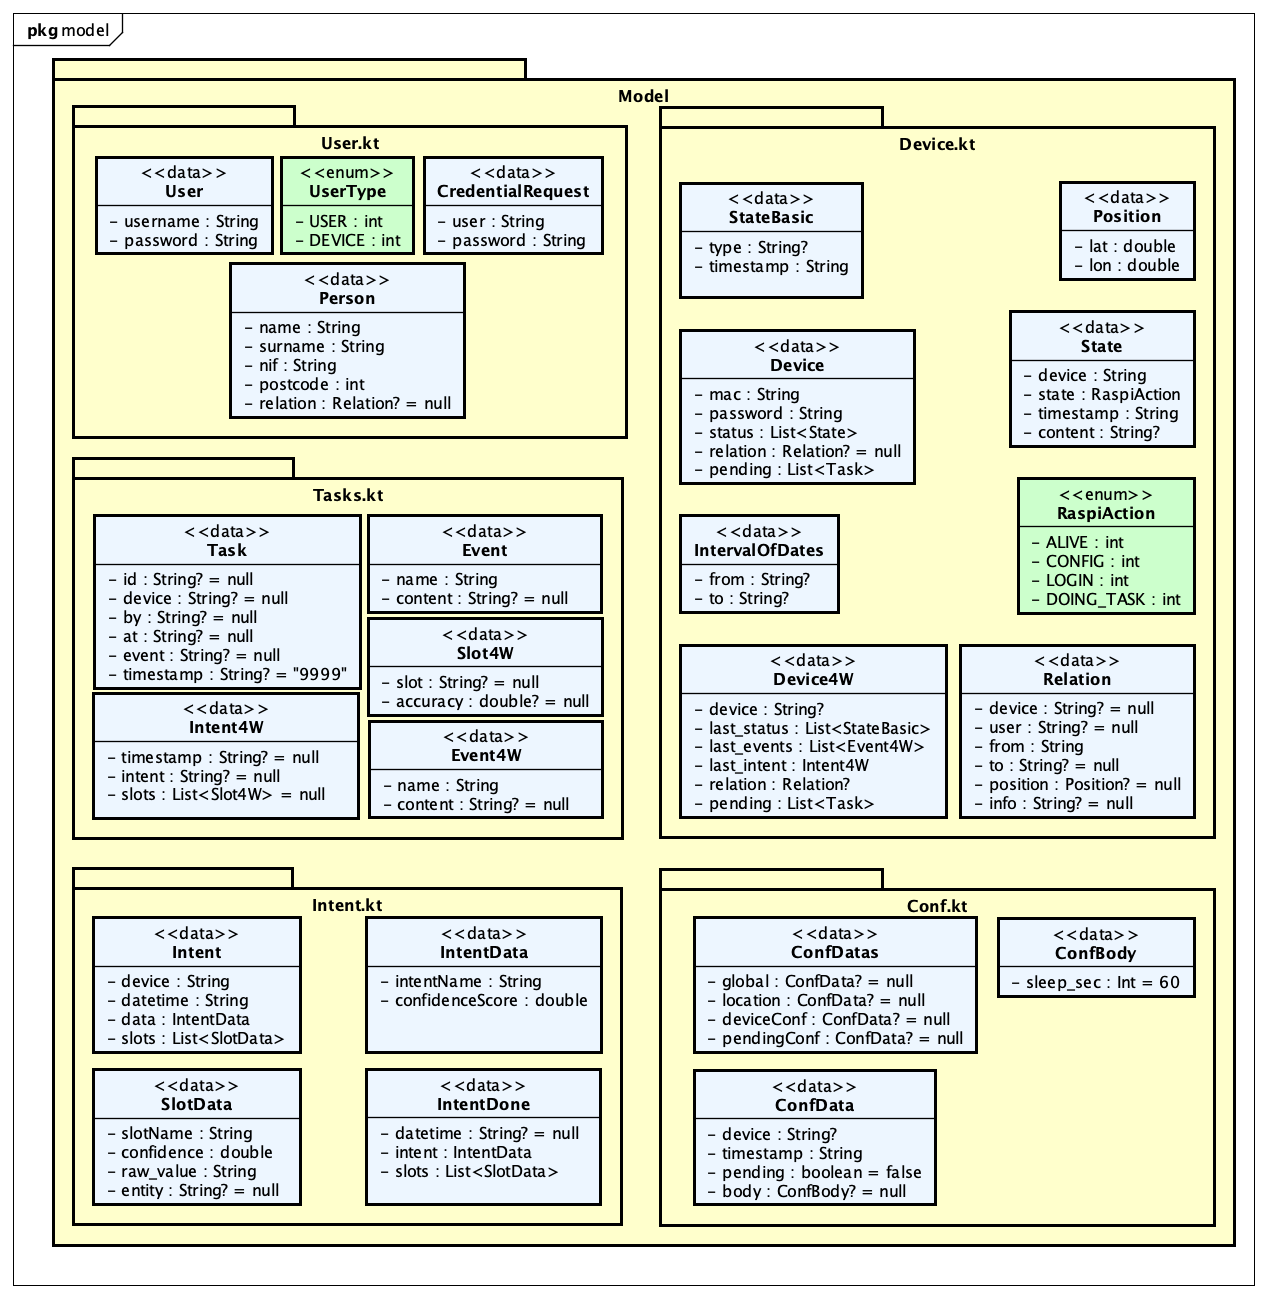 pkg model
Model
User.kt
<<data>>
User
– username : String
– password : String
<<enum>>
UserType
– USER : int
– DEVICE : int
<<data>>
CredentialRequest
– user : String
– password : String
<<data>>
Person
– name : String
– surname : String
– nif : String
– postcode : int
– relation : Relation? = null
Device.kt
<<data>>
StateBasic
– type : String?
– timestamp : String
<<data>>
Position
– lat : double
– lon : double
<<data>>
Device
– mac : String
– password : String
– status : List<State>
– relation : Relation? = null
– pending : List<Task>
<<data>>
State
– device : String
– state : RaspiAction
– timestamp : String
– content : String?
<<data>>
IntervalOfDates
– from : String?
– to : String?
<<enum>>
RaspiAction
– ALIVE : int
– CONFIG : int
– LOGIN : int
– DOING_TASK : int
<<data>>
Device4W
– device : String?
– last_status : List<StateBasic>
– last_events : List<Event4W>
– last_intent : Intent4W
– relation : Relation?
– pending : List<Task>
<<data>>
Relation
– device : String? = null
– user : String? = null
– from : String
– to : String? = null
– position : Position? = null
– info : String? = null
Tasks.kt
<<data>>
Task
– id : String? = null
– device : String? = null
– by : String? = null
– at : String? = null
– event : String? = null
– timestamp : String? = "9999"
<<data>>
Event
– name : String
– content : String? = null
<<data>>
Slot4W
– slot : String? = null
– accuracy : double? = null
<<data>>
Intent4W
– timestamp : String? = null
– intent : String? = null
– slots : List<Slot4W> = null
<<data>>
Event4W
– name : String
– content : String? = null
Intent.kt
<<data>>
Intent
– device : String
– datetime : String
– data : IntentData
– slots : List<SlotData>
<<data>>
IntentData
– intentName : String
– confidenceScore : double
<<data>>
SlotData
– slotName : String
– confidence : double
– raw_value : String
– entity : String? = null
<<data>>
IntentDone
– datetime : String? = null
– intent : IntentData
– slots : List<SlotData>
Conf.kt
<<data>>
ConfDatas
– global : ConfData? = null
– location : ConfData? = null
– deviceConf : ConfData? = null
– pendingConf : ConfData? = null
<<data>>
ConfBody
– sleep_sec : Int = 60
<<data>>
ConfData
– device : String?
– timestamp : String
– pending : boolean = false
– body : ConfBody? = null